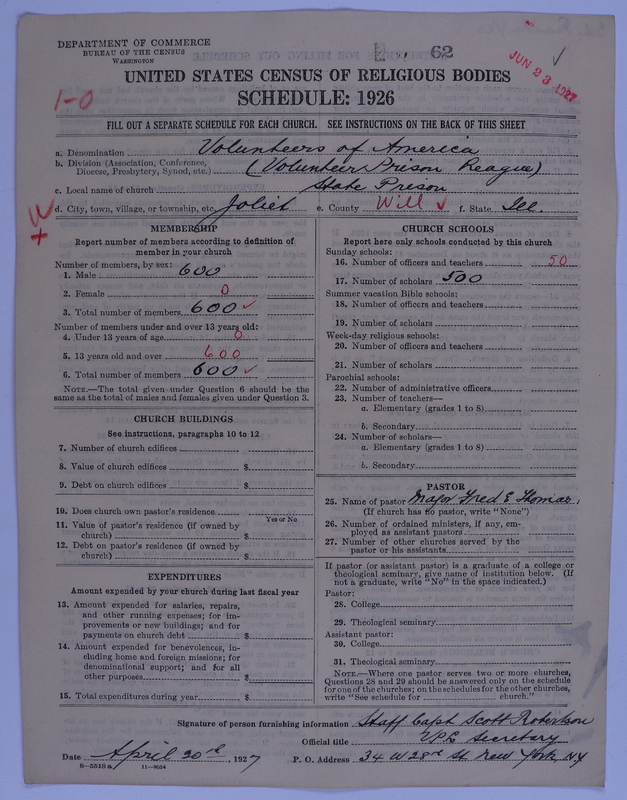 DEPARTMENT OF COMMERCE
BUREAU OF THE CENSUS
WASHINGTON
62
JUN 23 1927
UNITED STATES CENSUS OF RELIGIOUS BODIES
SCHEDULE: 1926
1-0
FILL OUT A SEPARATE SCHEDULE FOR EACH CHURCH. SEE INSTRUCTIONS ON THE BACK OF THIS SHEET
a. Denomination Volunteers of America
b. Division (Association, Conference, Diocese, Presbytery, Synod, etc.) (Volunteer Prison League)
c. Local name of church State Prison
d. City, town, village, or township, etc. Joliet e. County Will ✓ f. State Ill.
MEMBERSHIP
Report number of members according to definition of
member in your church
Number of members, by sex:
1. Male 600
2. Female 0
3. Total number of members 600 ✓
Number of members under and over 13 years old:
4. Under 13 years of age 0
5. 13 years old and over 600
6. Total number of members 600 ✓
NOTE.—The total given under Question 6 should be the
same as the total of males and females given under Question 3.
CHURCH BUILDINGS
See instructions, paragraphs 10 to 12
7. Number of church edifices
8. Value of church edifices $
9. Debt on church edifices $
10. Does church own pastor's residence?
Yes or No
11. Value of pastor's residence (if owned by
church) $
12. Debt on pastor's residence (if owned by
church) $
EXPENDITURES
Amount expended by your church during last fiscal year
13. Amount expended for salaries, repairs,
and other running expenses; for im-
provements or new buildings; and for
payments on church debt $
14. Amount expended for benevolences, in-
cluding home and foreign missions; for
denominational support; and for all
other purposes $
15. Total expenditures during year $
CHURCH SCHOOLS
Report here only schools conducted by this church
Sunday schools:
16. Number of officers and teachers 50
17. Number of scholars 500
Summer vacation Bible schools:
18. Number of officers and teachers
19. Number of scholars
Week-day religious schools:
20. Number of officers and teachers
21. Number of scholars
Parochial schools:
22. Number of administrative officers
23. Number of teachers—
a. Elementary (grades 1 to 8)
b. Secondary
24. Number of scholars—
a. Elementary (grades 1 to 8)
b. Secondary
PASTOR
25. Name of pastor Major Fred E Thomas
(If church has no pastor, write "None")
26. Number of ordained ministers, if any, em-
ployed as assistant pastors
27. Number of other churches served by the
pastor or his assistants
If pastor (or assistant pastor) is a graduate of a college or
theological seminary, give name of institution below. (If
not a graduate, write "No" in the space indicated.)
Pastor:
28. College
29. Theological seminary
Assistant pastor:
30. College
31. Theological seminary
NOTE.—Where one pastor serves two or more churches,
Questions 28 and 29 should be answered only on the schedule
for one of the churches; on the schedules for the other churches,
write "See schedule for church."
Signature of person furnishing information Staff Capt Scott Robertson
Official title V.P.L Secretary
Date April 20th, 1927 P. O. Address 34 W 28th St New York, NY
S-5518a 11-9054